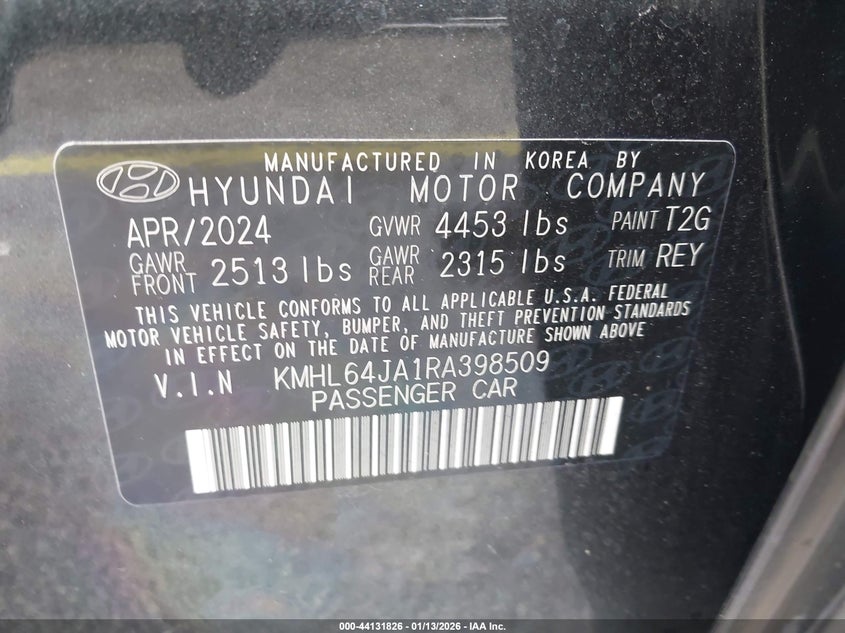 MANUFACTURED IN KOREA BY
HYUNDAI MOTOR COMPANY
APR/2024 GVWR 4453 lbs PAINT T2G
GAWR FRONT 2513 lbs GAWR REAR 2315 lbs TRIM REY
THIS VEHICLE CONFORMS TO ALL APPLICABLE U.S.A. FEDERAL
MOTOR VEHICLE SAFETY, BUMPER, AND THEFT PREVENTION STANDARDS
IN EFFECT ON THE DATE OF MANUFACTURE SHOWN ABOVE
V.I.N KMHL64JA1RA398509
PASSENGER CAR
000-44131826 - 01/13/2026 - IAA Inc.